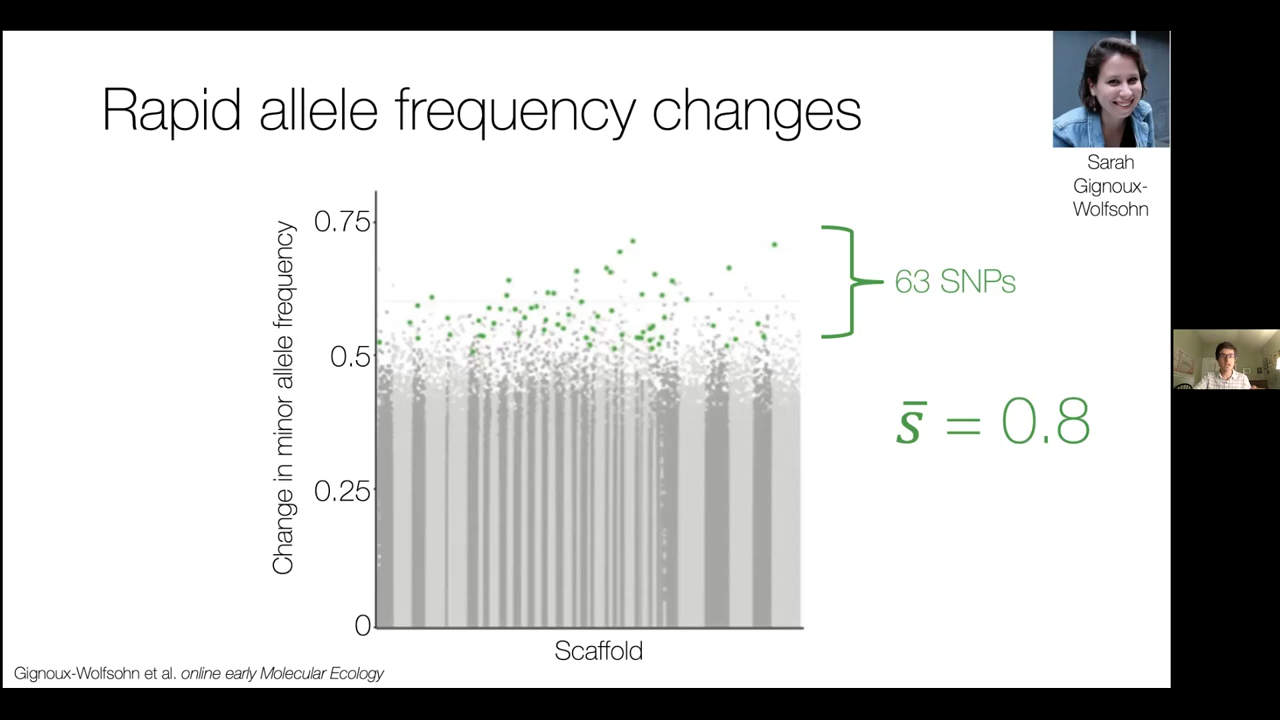 Rapid allele frequency changes
Sarah
Gignoux-
Wolfsohn
Change in minor allele frequency
0.75
0.5
0.25
0
Scaffold
63 SNPs
s̄ = 0.8
Gignoux-Wolfsohn et al. online early Molecular Ecology